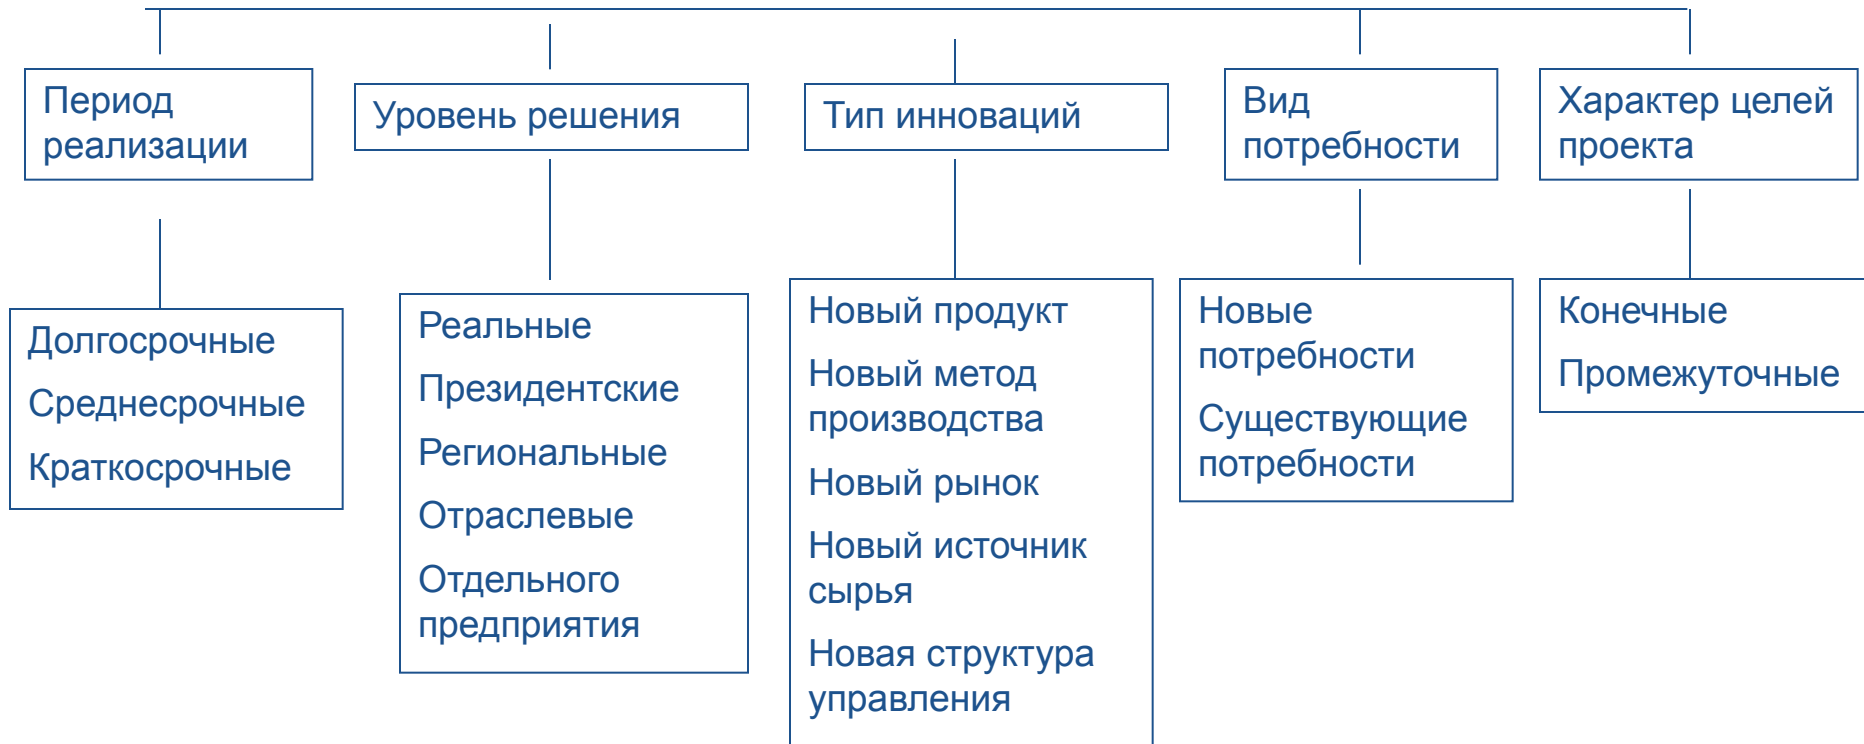 Период
реализации
Уровень решения
Тип инноваций
Вид
потребности
Характер целей
проекта
Долгосрочные
Среднесрочные
Краткосрочные
Реальные
Президентские
Региональные
Отраслевые
Отдельного
предприятия
Новый продукт
Новый метод
производства
Новый рынок
Новый источник
сырья
Новая структура
управления
Новые
потребности
Существующие
потребности
Конечные
Промежуточные